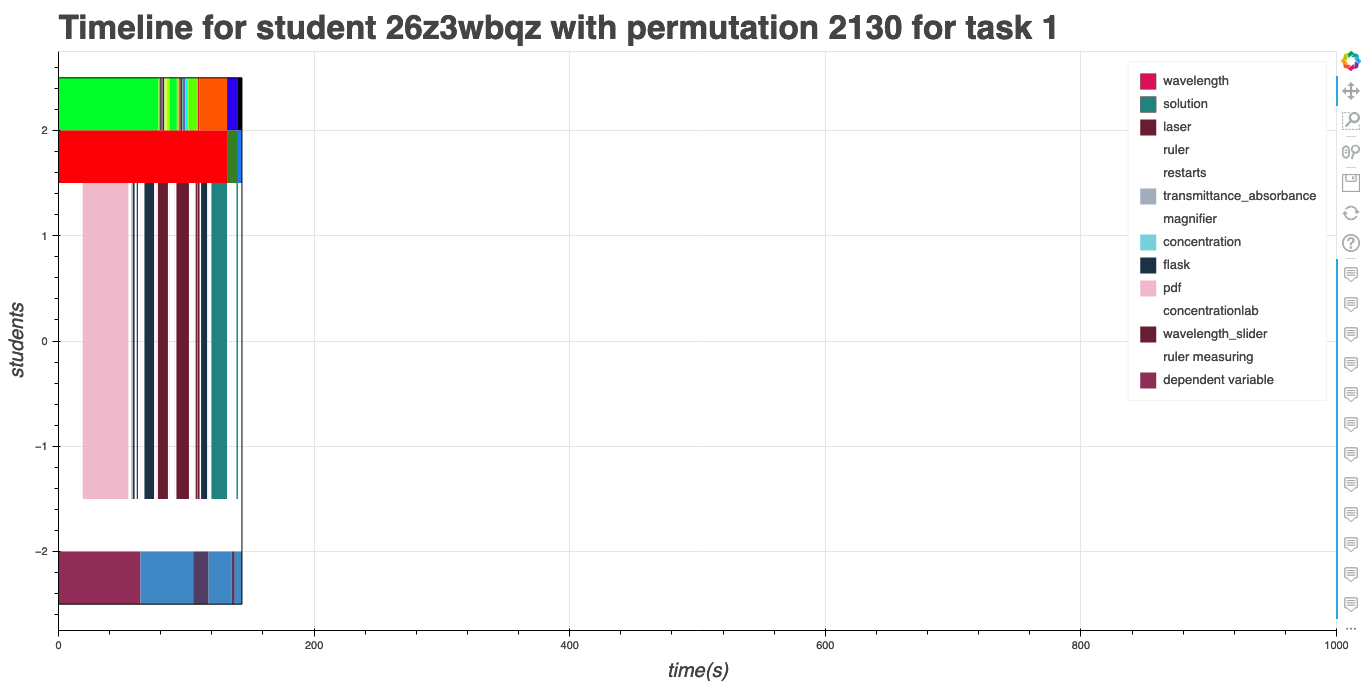 Timeline for student 26z3wbqz with permutation 2130 for task 1
students
2
1
0
−1
−2
0 200 400 600 800 1000
time(s)
wavelength
solution
laser
ruler
restarts
transmittance_absorbance
magnifier
concentration
flask
pdf
concentrationlab
wavelength_slider
ruler measuring
dependent variable